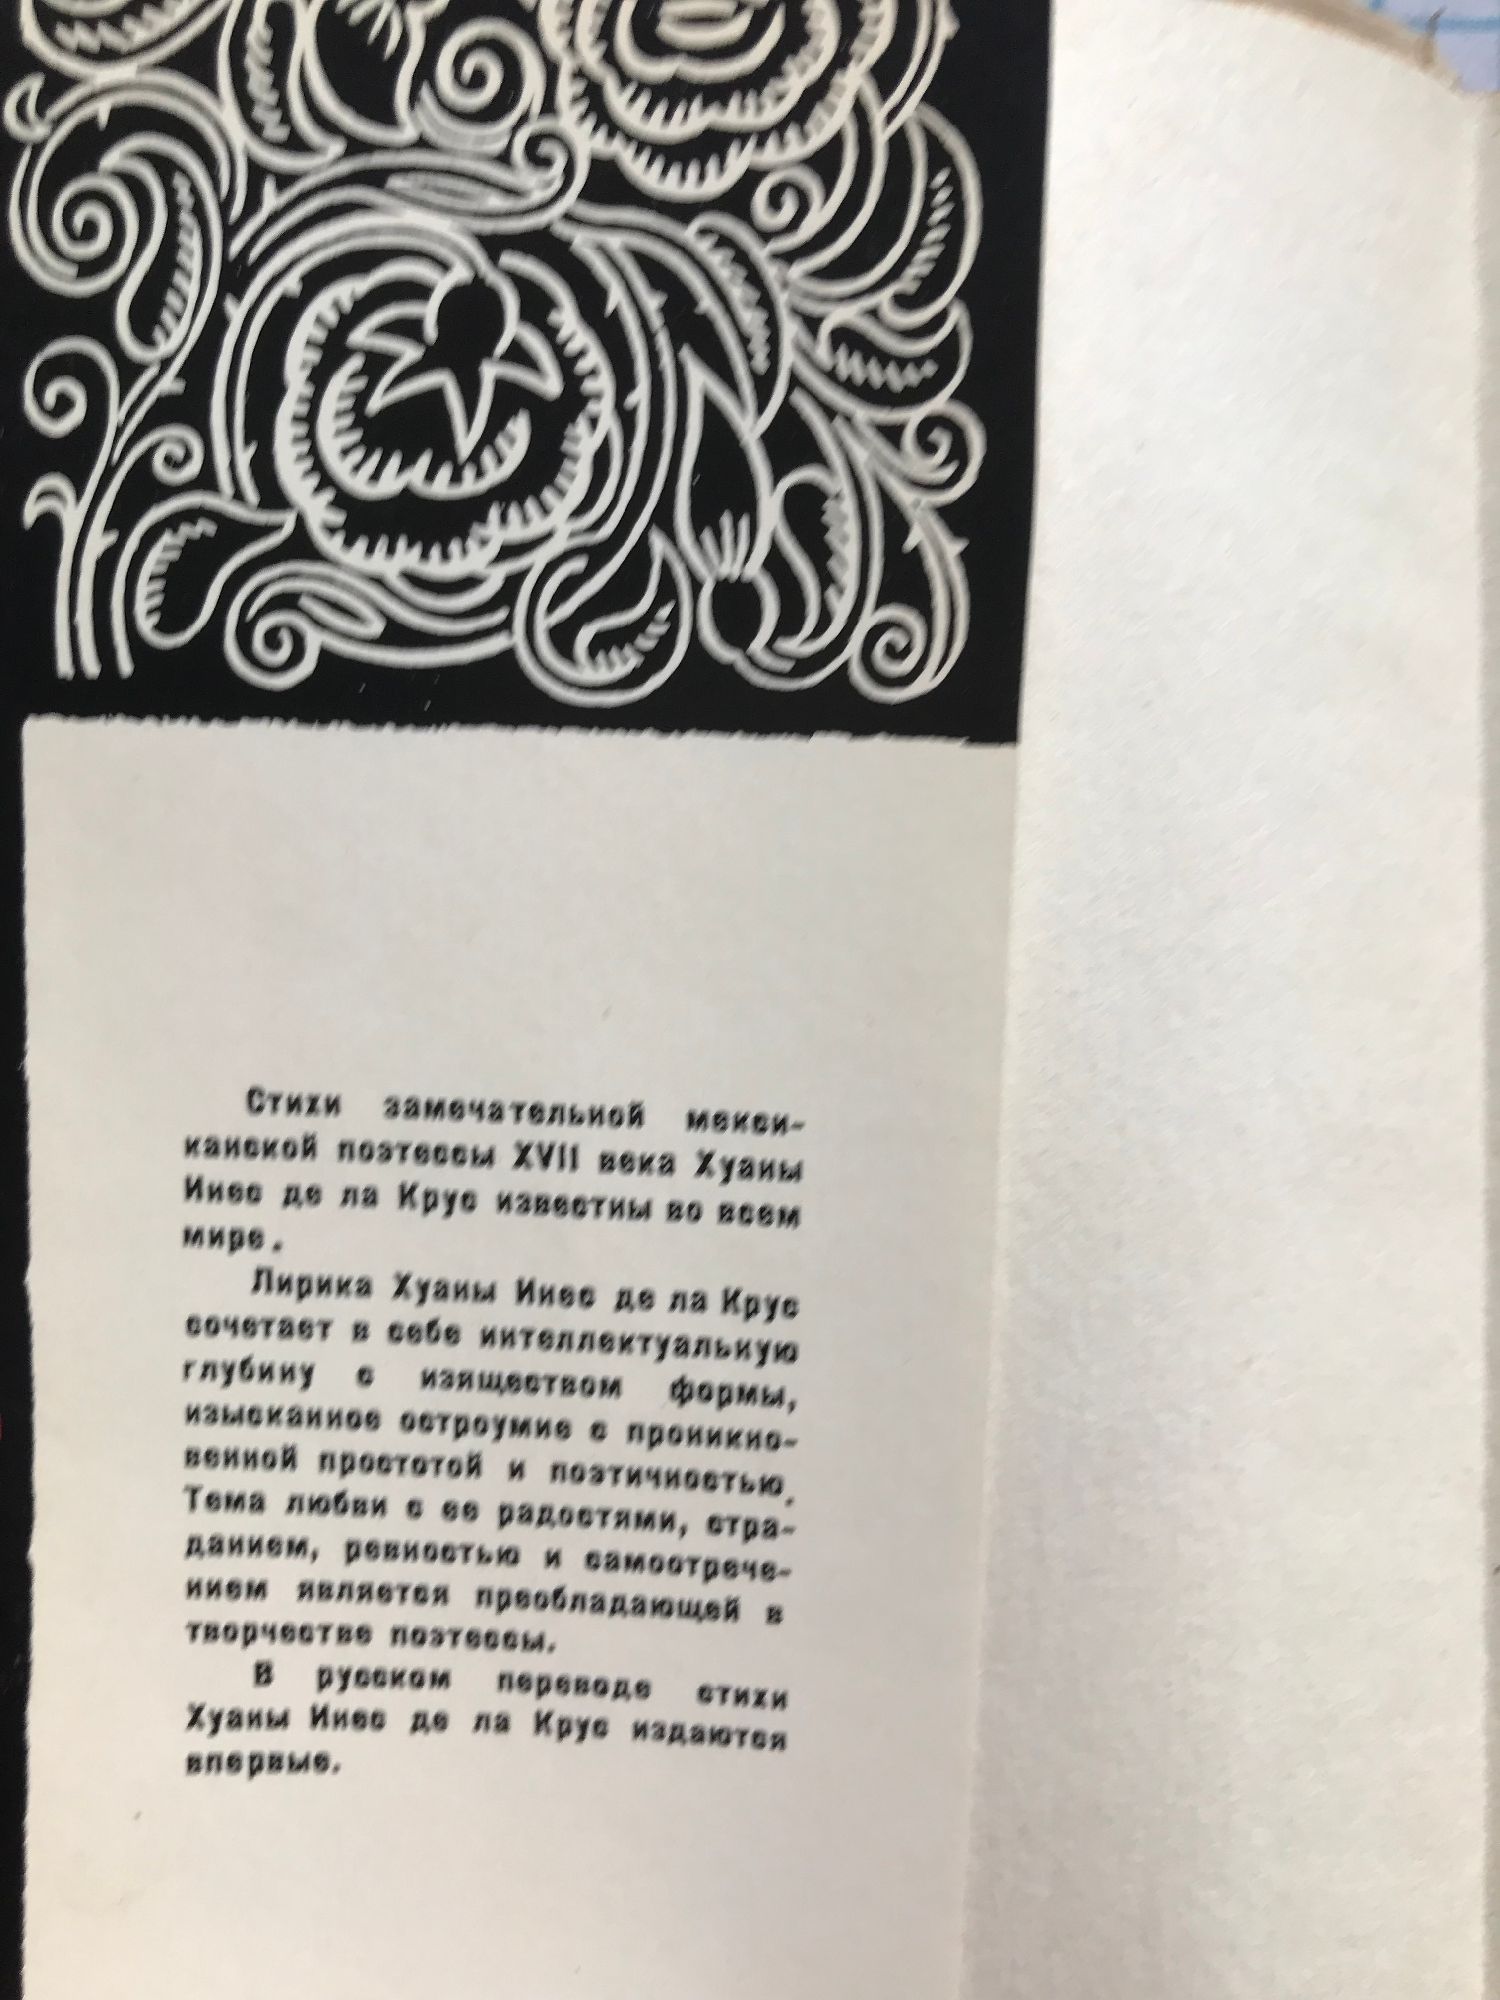 Стихи замечательной мекси-
канской поэтессы XVII века Хуаны
Инес де ла Крус известны во всем
мире.
Лирика Хуаны Инес де ла Крус
сочетает в себе интеллектуальную
глубину с изяществом формы,
изысканное остроумие с проникно-
венной простотой и поэтичностью.
Тема любви с ее радостями, стра-
данием, ревностью и самоотрече-
нием является преобладающей в
творчестве поэтессы.
В русском переводе стихи
Хуаны Инес де ла Крус издаются
впервые.